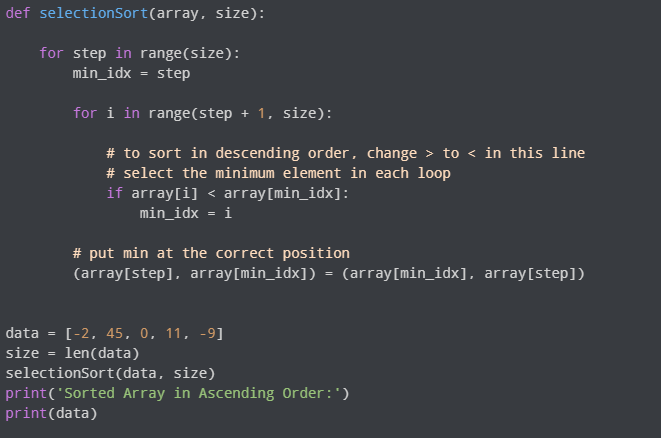 def selectionSort(array, size):

    for step in range(size):
        min_idx = step

        for i in range(step + 1, size):

            # to sort in descending order, change > to < in this line
            # select the minimum element in each loop
            if array[i] < array[min_idx]:
                min_idx = i

        # put min at the correct position
        (array[step], array[min_idx]) = (array[min_idx], array[step])


data = [-2, 45, 0, 11, -9]
size = len(data)
selectionSort(data, size)
print('Sorted Array in Ascending Order:')
print(data)